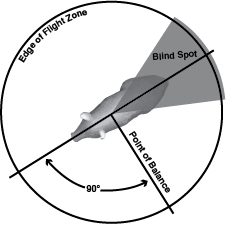 Edge of Flight Zone
Blind Spot
Point of Balance
90°